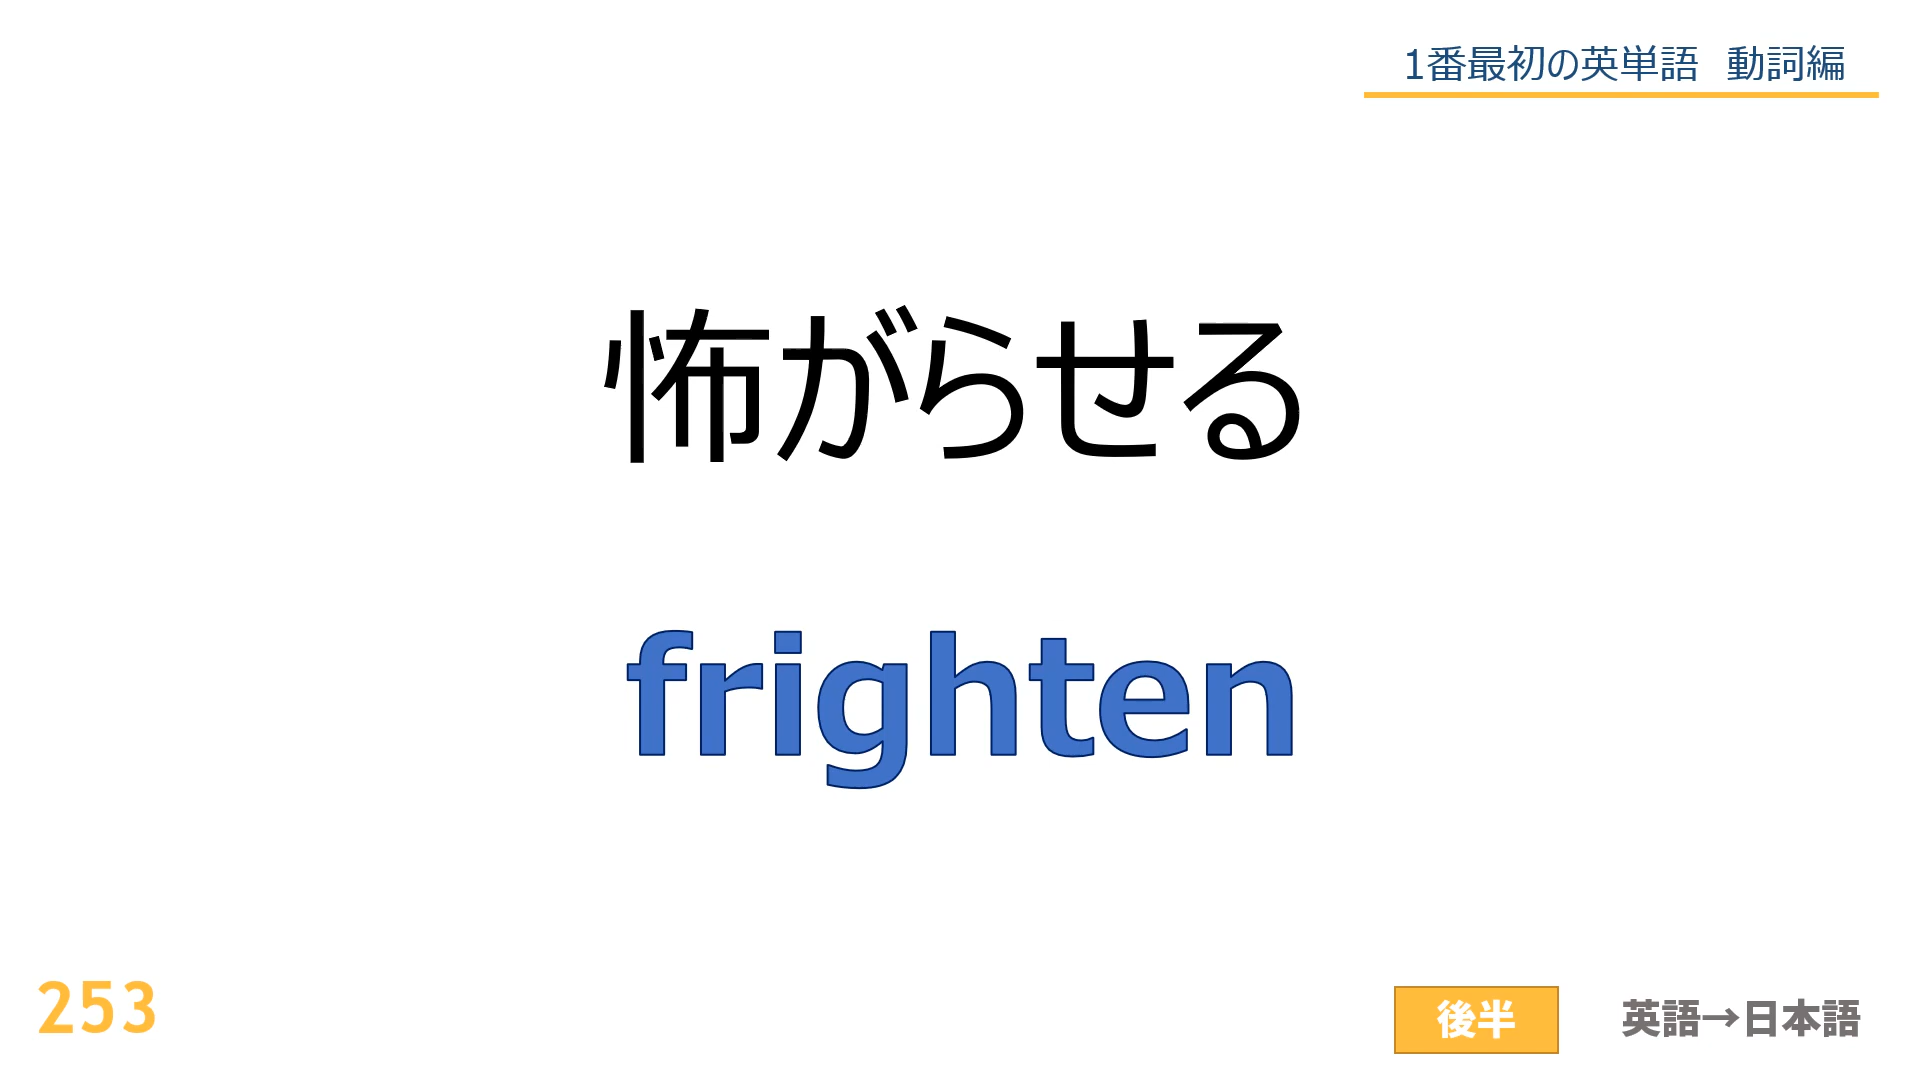 1番最初の英単語　動詞編
怖がらせる
frighten
253
後半
英語→日本語